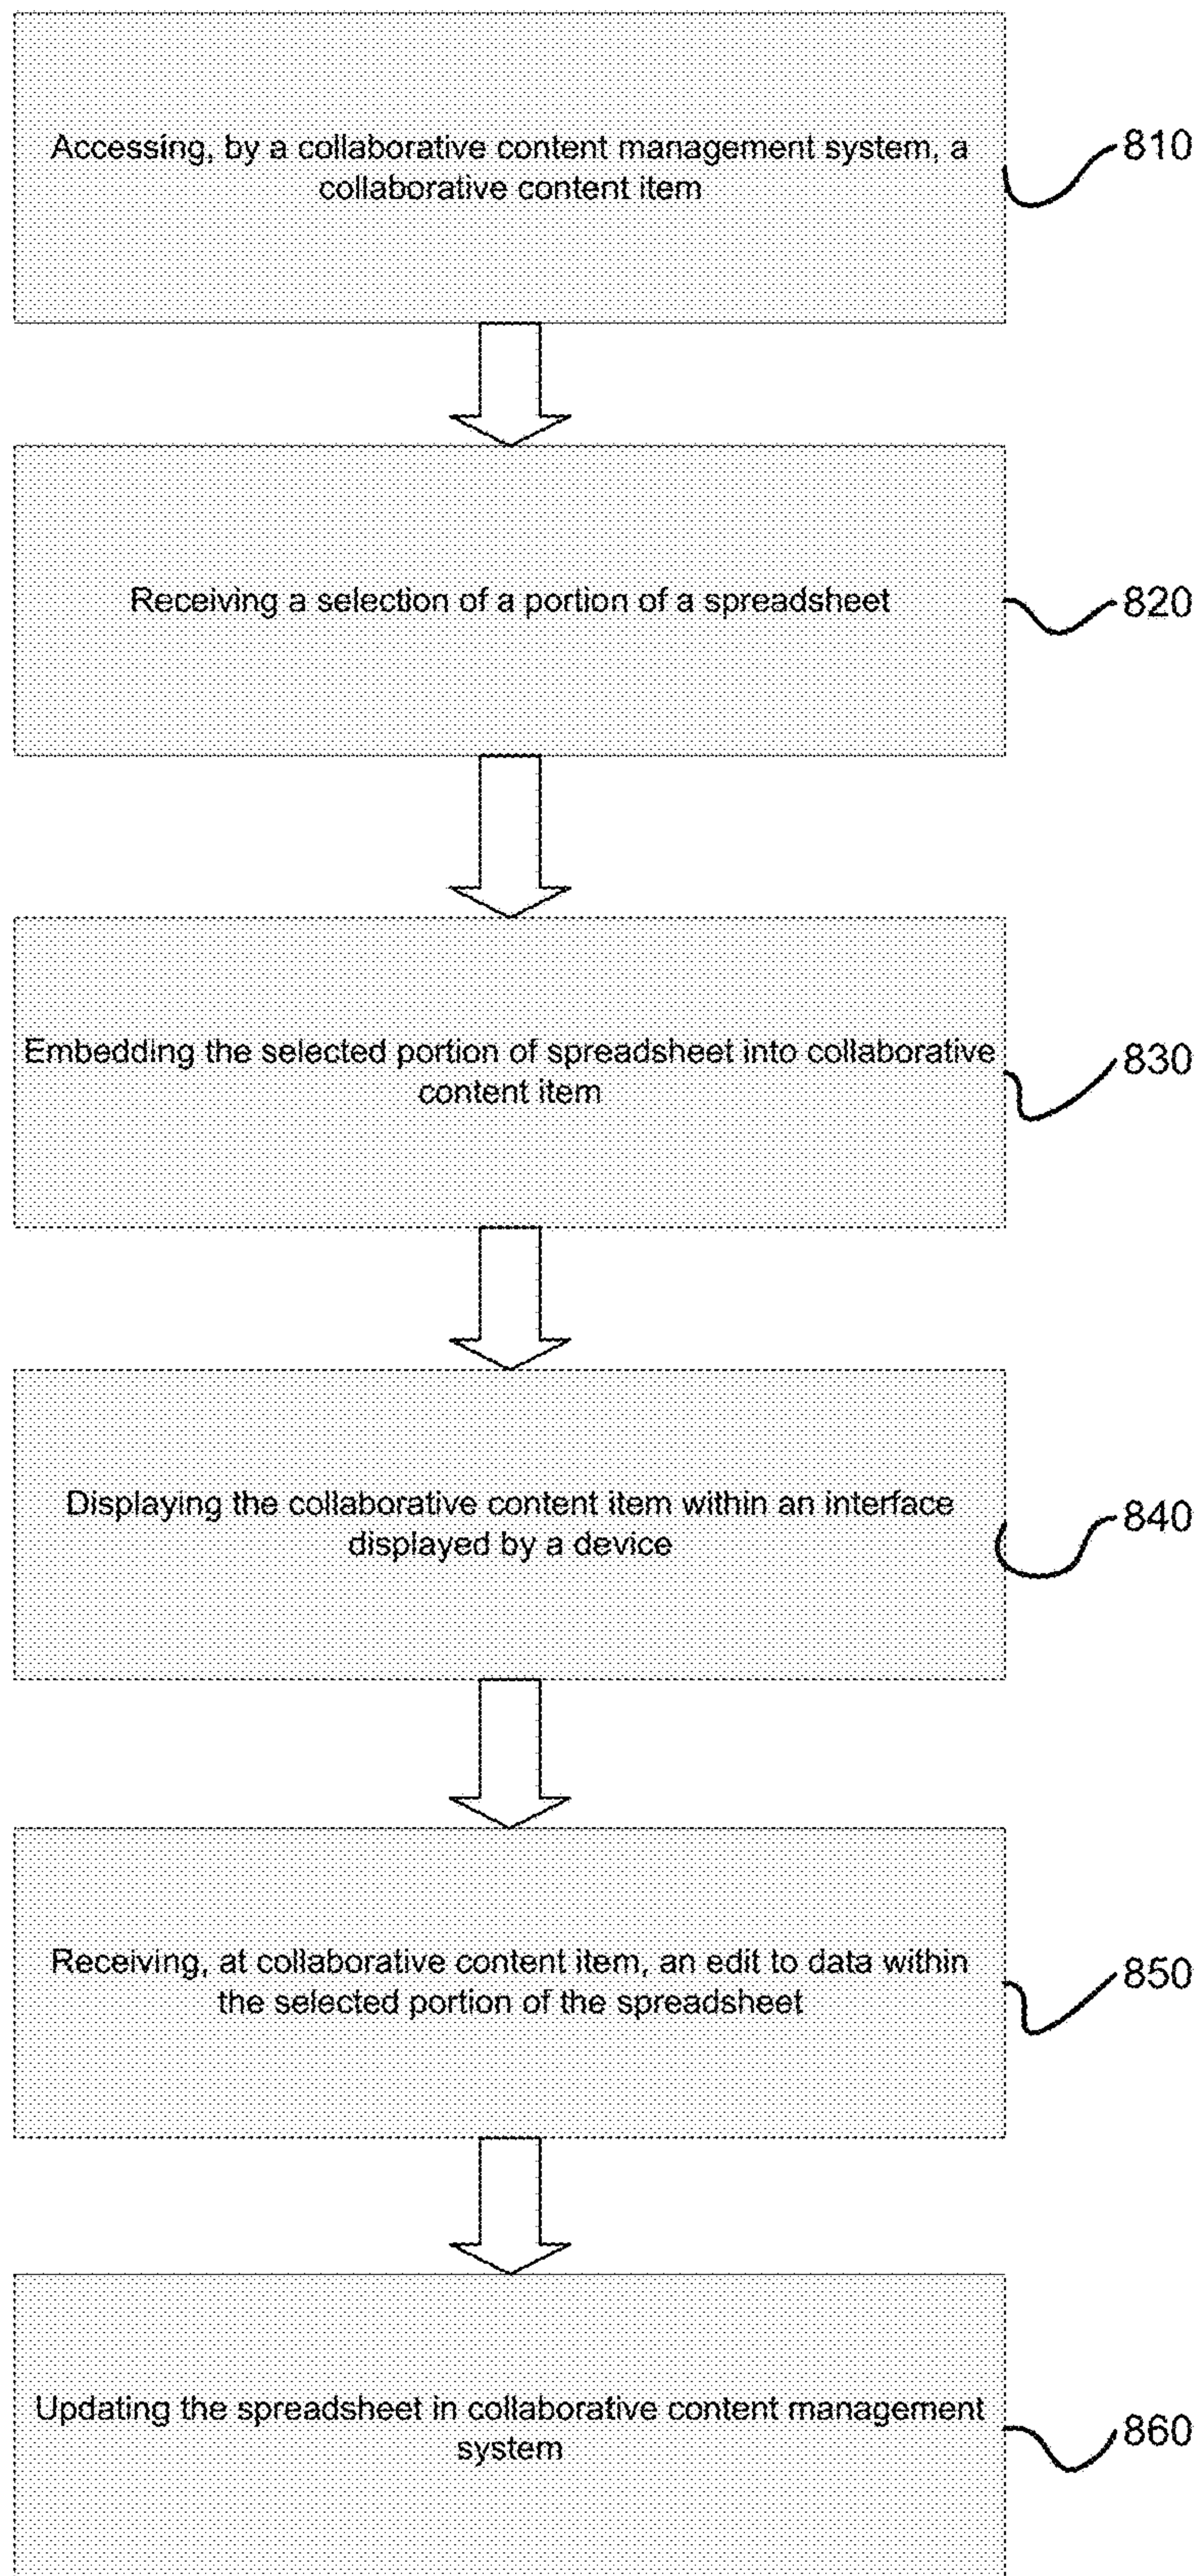 Accessing, by a collaborative content management system, a
collaborative content item
810
Receiving a selection of a portion of a spreadsheet
820
Embedding the selected portion of spreadsheet into collaborative
content item
830
Displaying the collaborative content item within an interface
displayed by a device
840
Receiving, at collaborative content item, an edit to data within
the selected portion of the spreadsheet
850
Updating the spreadsheet in collaborative content management
system
860